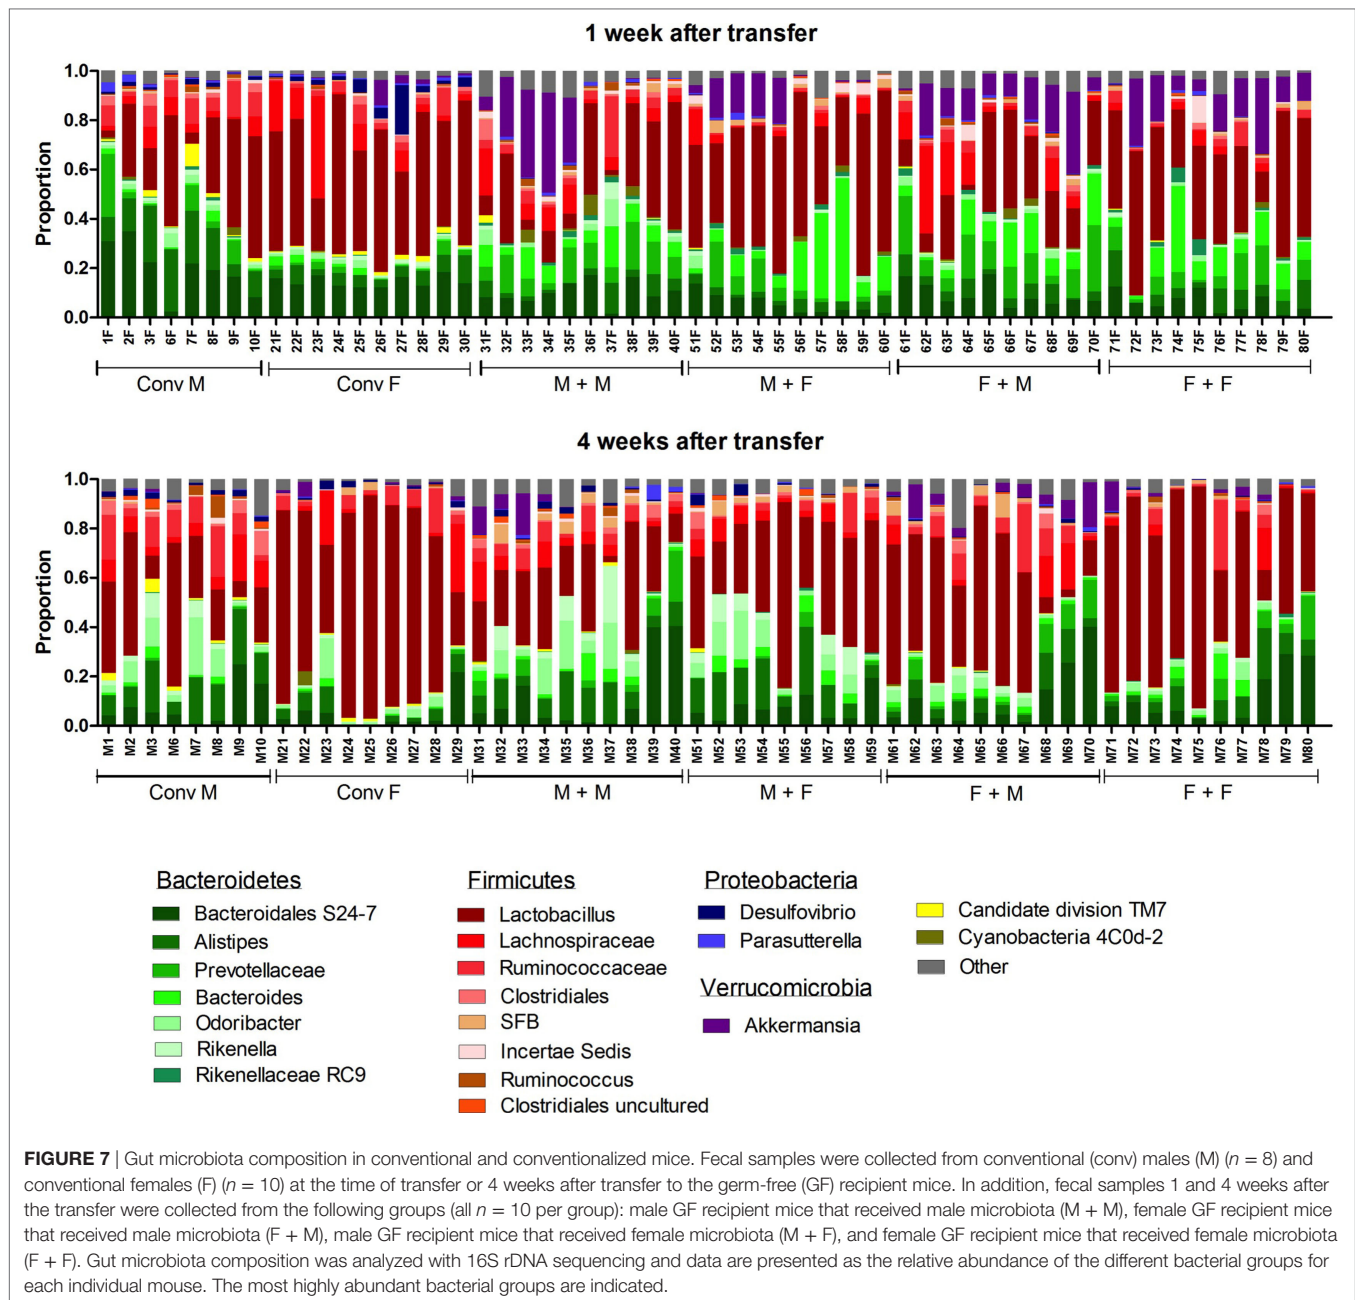 1 week after transfer
Proportion
1.0
0.8
0.6
0.4
0.2
0.0
1F 2F 3F 6F 7F 8F 9F 10F 21F 22F 23F 24F 25F 26F 27F 28F 29F 30F 31F 32F 33F 34F 35F 36F 37F 38F 39F 40F 51F 52F 53F 54F 55F 56F 57F 58F 59F 60F 61F 62F 63F 64F 65F 66F 67F 68F 69F 70F 71F 72F 73F 74F 75F 76F 77F 78F 79F 80F
Conv M Conv F M + M M + F F + M F + F
4 weeks after transfer
Proportion
1.0
0.8
0.6
0.4
0.2
0.0
M1 M2 M3 M6 M7 M8 M9 M10 M21 M22 M23 M24 M25 M26 M27 M28 M29 M31 M32 M33 M34 M35 M36 M37 M38 M39 M40 M51 M52 M53 M54 M55 M56 M57 M58 M59 M61 M62 M63 M64 M65 M66 M67 M68 M69 M70 M71 M72 M73 M74 M75 M76 M77 M78 M79 M80
Conv M Conv F M + M M + F F + M F + F
Bacteroidetes
Bacteroidales S24-7
Alistipes
Prevotellaceae
Bacteroides
Odoribacter
Rikenella
Rikenellaceae RC9
Firmicutes
Lactobacillus
Lachnospiraceae
Ruminococcaceae
Clostridiales
SFB
Incertae Sedis
Ruminococcus
Clostridiales uncultured
Proteobacteria
Desulfovibrio
Parasutterella
Verrucomicrobia
Akkermansia
Candidate division TM7
Cyanobacteria 4C0d-2
Other
FIGURE 7 | Gut microbiota composition in conventional and conventionalized mice. Fecal samples were collected from conventional (conv) males (M) (n = 8) and
conventional females (F) (n = 10) at the time of transfer or 4 weeks after transfer to the germ-free (GF) recipient mice. In addition, fecal samples 1 and 4 weeks after
the transfer were collected from the following groups (all n = 10 per group): male GF recipient mice that received male microbiota (M + M), female GF recipient mice
that received male microbiota (F + M), male GF recipient mice that received female microbiota (M + F), and female GF recipient mice that received female microbiota
(F + F). Gut microbiota composition was analyzed with 16S rDNA sequencing and data are presented as the relative abundance of the different bacterial groups for
each individual mouse. The most highly abundant bacterial groups are indicated.